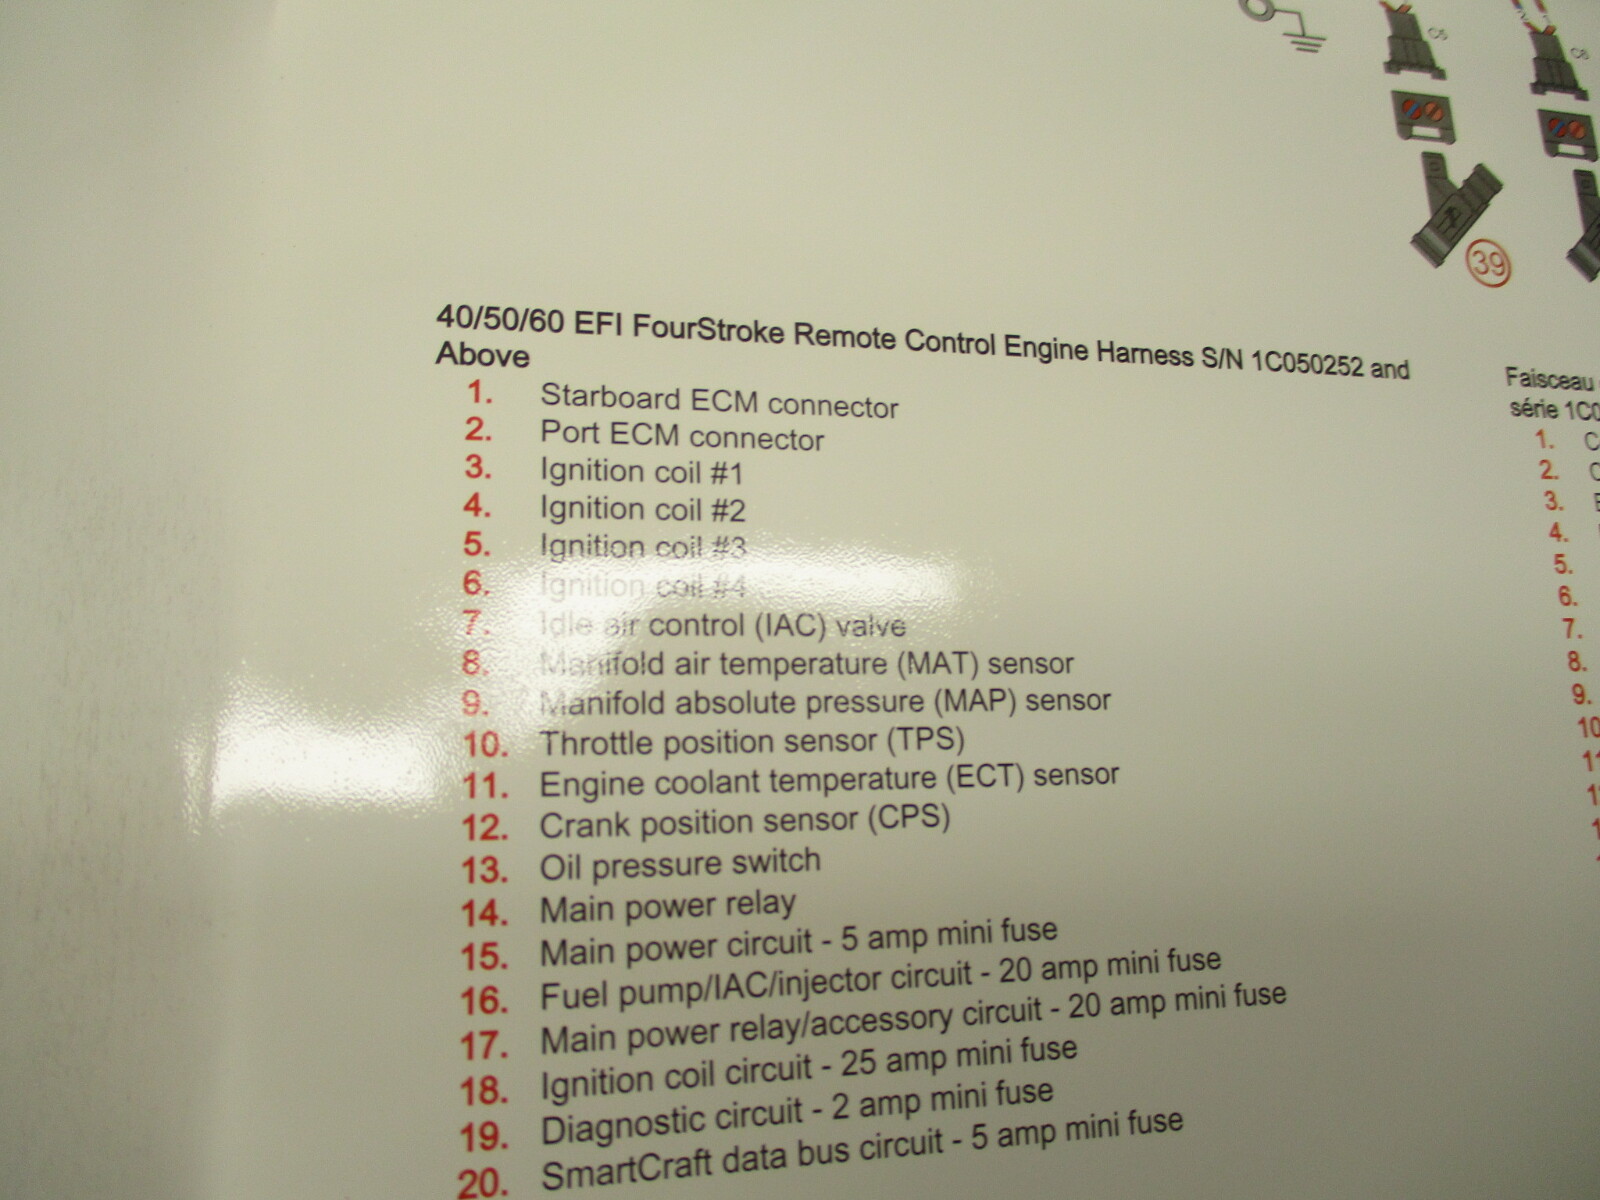 C5
C6
39
40/50/60 EFI FourStroke Remote Control Engine Harness S/N 1C050252 and
Above
1. Starboard ECM connector
2. Port ECM connector
3. Ignition coil #1
4. Ignition coil #2
5. Ignition coil #3
6. Ignition coil #4
7. Idle air control (IAC) valve
8. Manifold air temperature (MAT) sensor
9. Manifold absolute pressure (MAP) sensor
10. Throttle position sensor (TPS)
11. Engine coolant temperature (ECT) sensor
12. Crank position sensor (CPS)
13. Oil pressure switch
14. Main power relay
15. Main power circuit - 5 amp mini fuse
16. Fuel pump/IAC/injector circuit - 20 amp mini fuse
17. Main power relay/accessory circuit - 20 amp mini fuse
18. Ignition coil circuit - 25 amp mini fuse
19. Diagnostic circuit - 2 amp mini fuse
20. SmartCraft data bus circuit - 5 amp mini fuse
Faisceau
série 1C0
1. C
2. C
3.
4.
5.
6.
7.
8.
9.
10